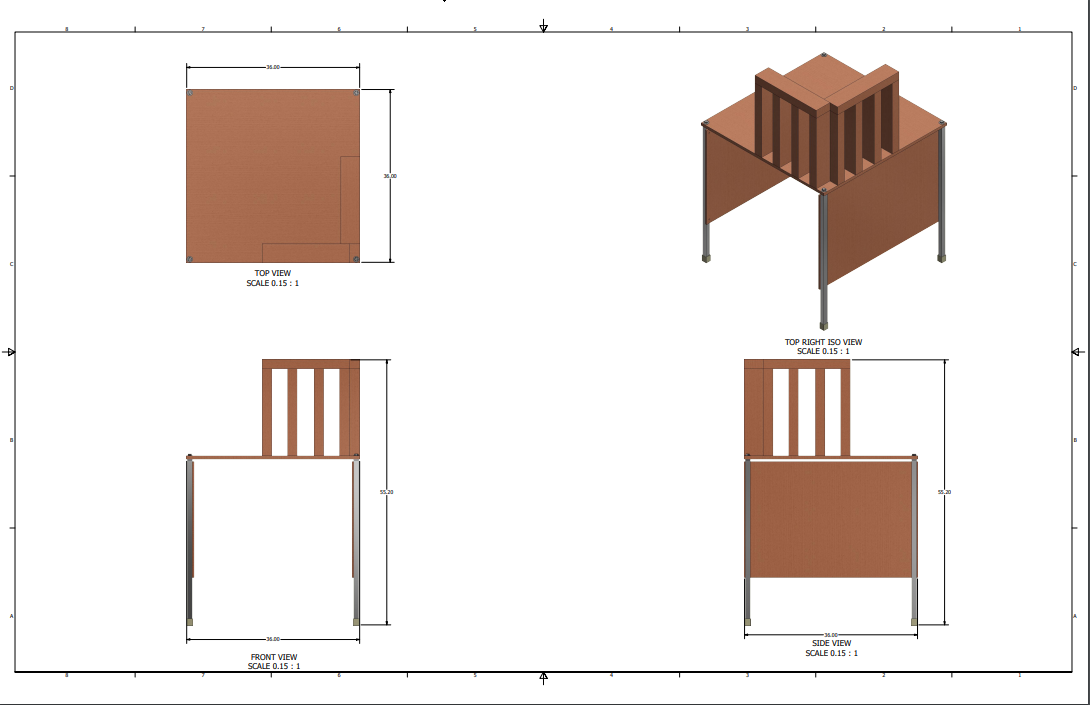 8 7 6 5 4 3 2 1
D D
36.00
36.00
TOP VIEW
SCALE 0.15 : 1
C C
TOP RIGHT ISO VIEW
SCALE 0.15 : 1
B B
55.20
55.20
A A
36.00
36.00
FRONT VIEW
SCALE 0.15 : 1
SIDE VIEW
SCALE 0.15 : 1
8 7 6 5 4 3 2 1